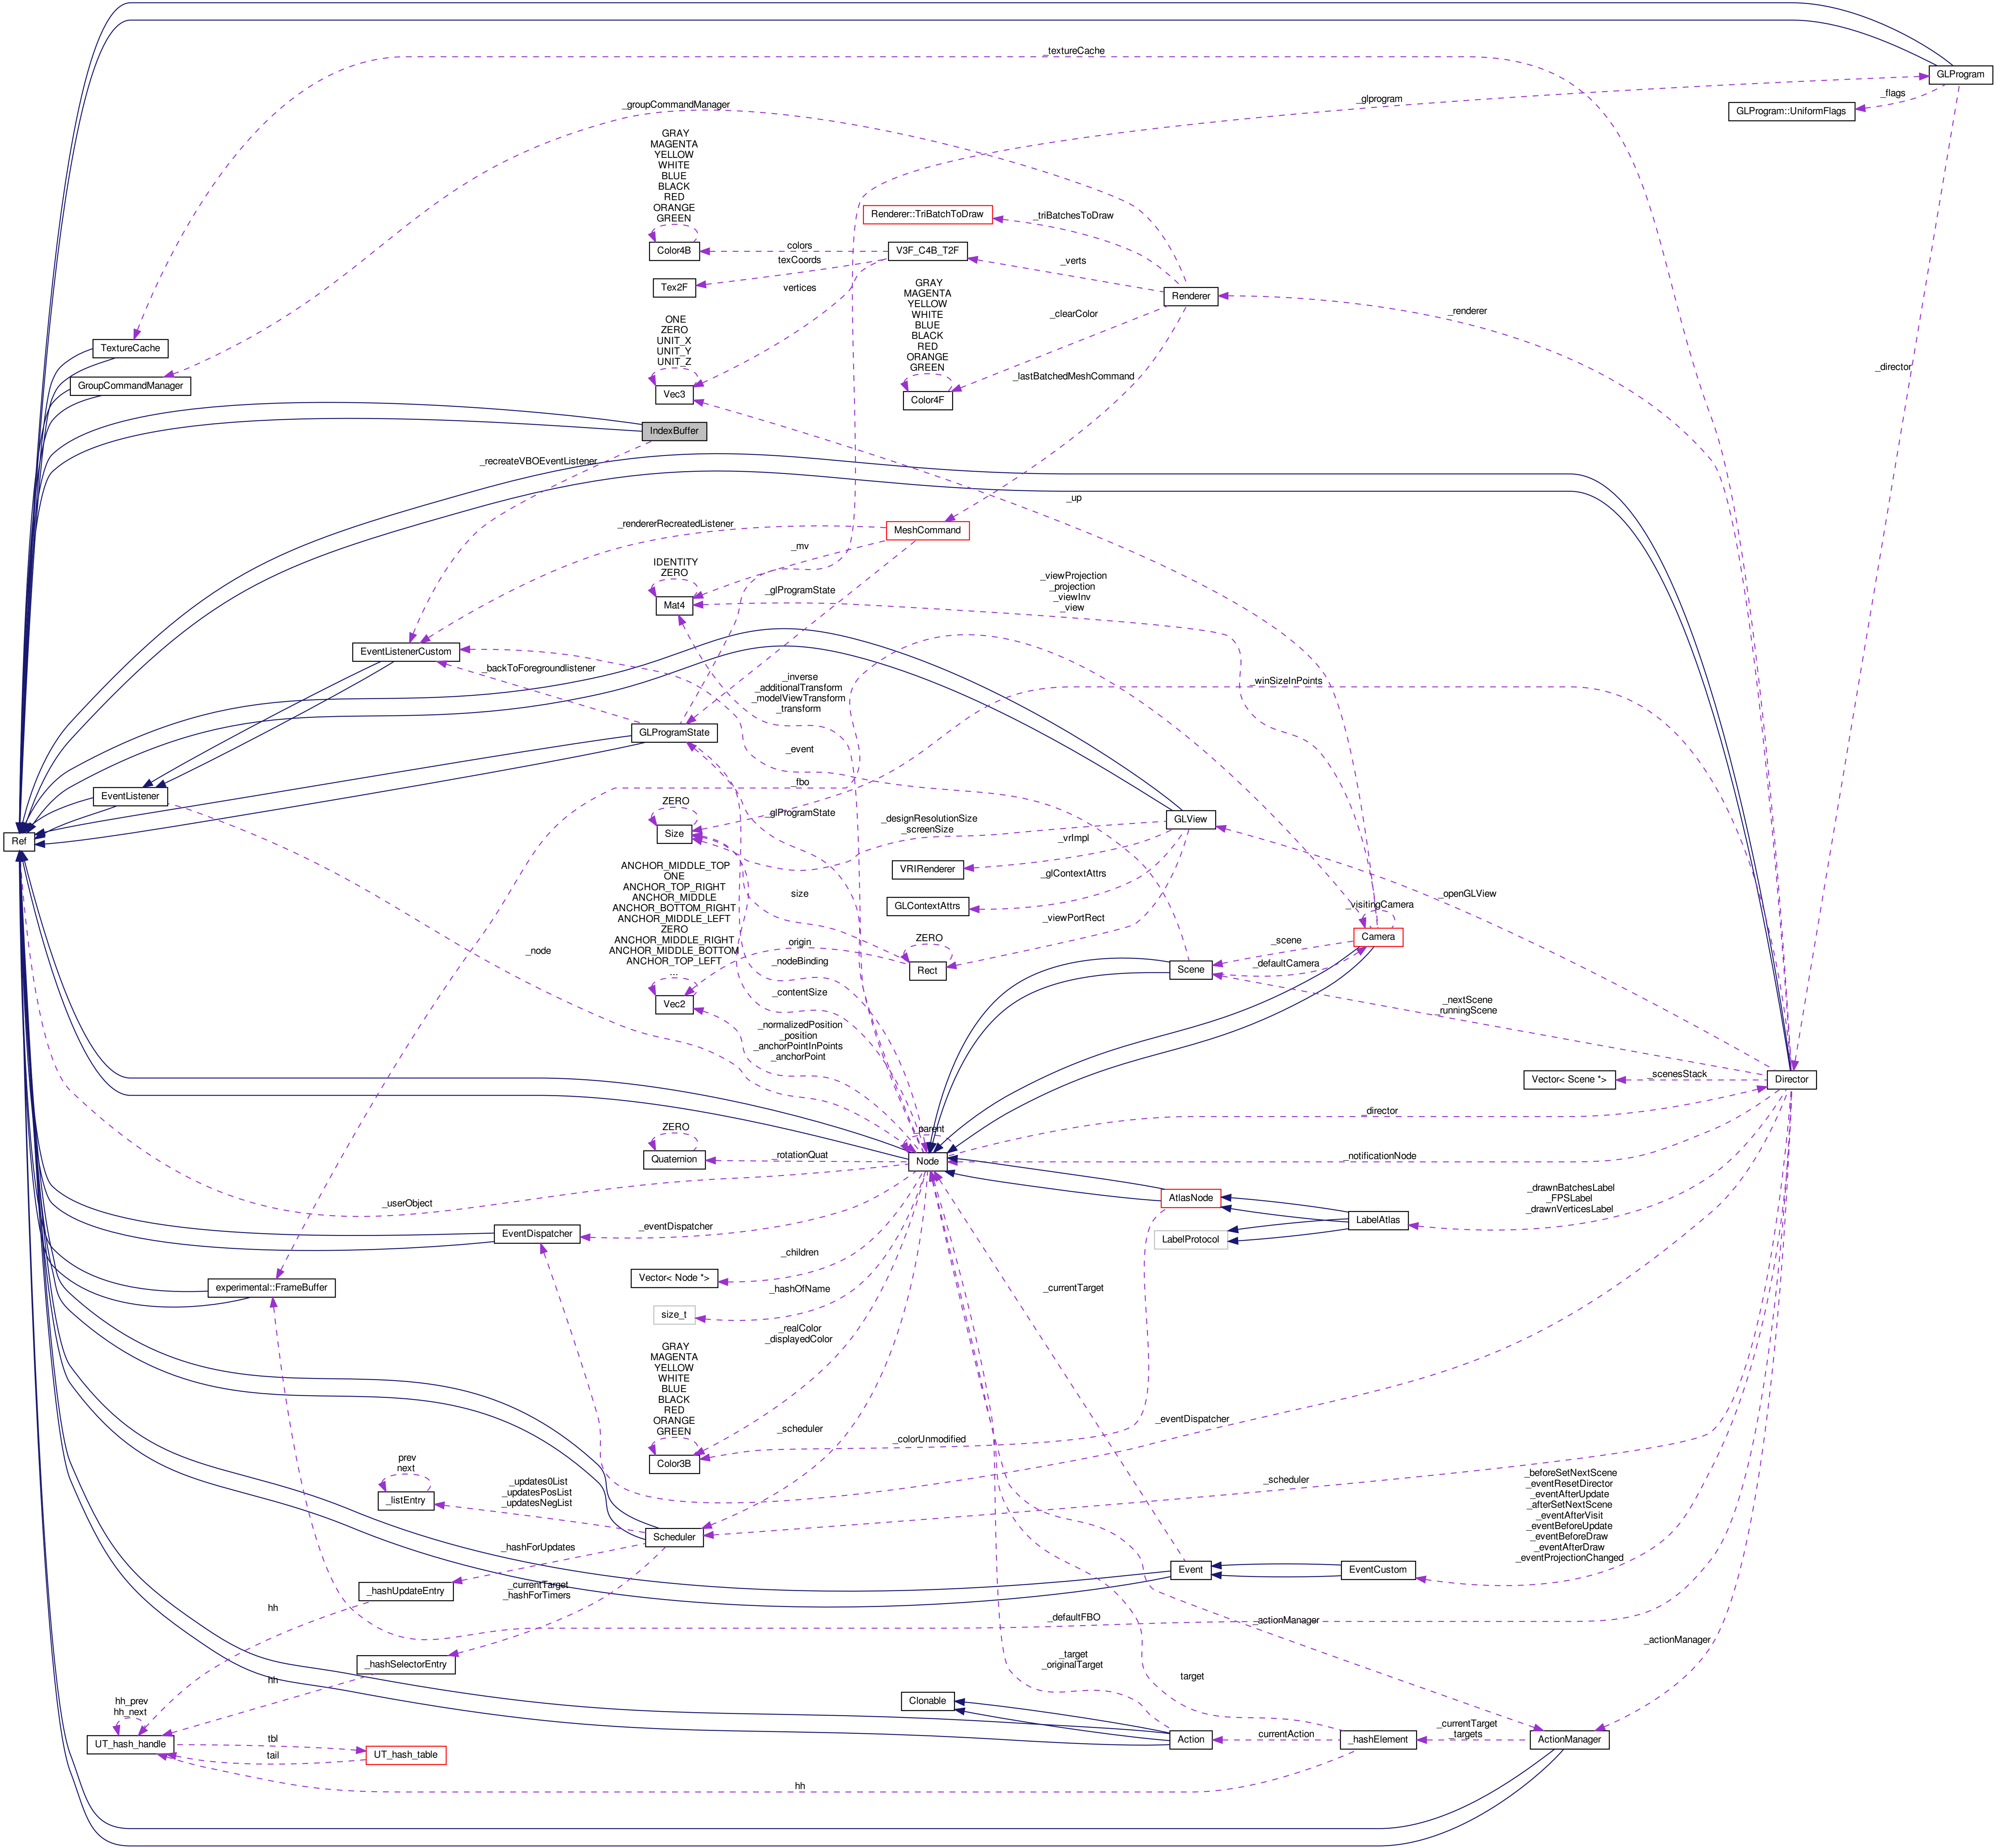 _textureCache
GLProgram
_glprogram
_flags
_groupCommandManager
GLProgram::UniformFlags
GRAY
MAGENTA
YELLOW
WHITE
BLUE
BLACK
RED
ORANGE
GREEN
Renderer::TriBatchToDraw
_triBatchesToDraw
Color4B
colors
V3F_C4B_T2F
texCoords
_verts
Tex2F
vertices
Renderer
GRAY
MAGENTA
YELLOW
WHITE
BLUE
BLACK
RED
ORANGE
GREEN
_clearColor
_renderer
ONE
ZERO
UNIT_X
UNIT_Y
UNIT_Z
TextureCache
_director
_lastBatchedMeshCommand
GroupCommandManager
Vec3
Color4F
IndexBuffer
_recreateVBOEventListener
_up
_rendererRecreatedListener
MeshCommand
_mv
IDENTITY
ZERO
_viewProjection
_projection
_viewInv
_view
_glProgramState
Mat4
EventListenerCustom
_backToForegroundlistener
_inverse
_additionalTransform
_modelViewTransform
_transform
_winSizeInPoints
GLProgramState
_event
_fbo
EventListener
ZERO
_glProgramState
_designResolutionSize
_screenSize
GLView
Ref
Size
_vrImpl
VRIRenderer
ANCHOR_MIDDLE_TOP
ONE
ANCHOR_TOP_RIGHT
ANCHOR_MIDDLE
ANCHOR_BOTTOM_RIGHT
ANCHOR_MIDDLE_LEFT
ZERO
ANCHOR_MIDDLE_RIGHT
ANCHOR_MIDDLE_BOTTOM
ANCHOR_TOP_LEFT
...
size
_glContextAttrs
_openGLView
GLContextAttrs
_visitingCamera
_viewPortRect
Camera
ZERO
origin
_scene
_node
_nodeBinding
Rect
Scene
_defaultCamera
_contentSize
Vec2
_nextScene
_runningScene
_normalizedPosition
_position
_anchorPointInPoints
_anchorPoint
Vector< Scene *>
_scenesStack
Director
_director
_parent
ZERO
Quaternion
_rotationQuat
Node
_notificationNode
_userObject
AtlasNode
_drawnBatchesLabel
_FPSLabel
_drawnVerticesLabel
LabelAtlas
EventDispatcher
_eventDispatcher
LabelProtocol
_children
Vector< Node *>
experimental::FrameBuffer
_hashOfName
_currentTarget
size_t
_realColor
_displayedColor
GRAY
MAGENTA
YELLOW
WHITE
BLUE
BLACK
RED
ORANGE
GREEN
_eventDispatcher
_scheduler
_colorUnmodified
Color3B
prev
next
_listEntry
_updates0List
_updatesPosList
_updatesNegList
_scheduler
_beforeSetNextScene
_eventResetDirector
_eventAfterUpdate
_afterSetNextScene
_eventAfterVisit
_eventBeforeUpdate
_eventBeforeDraw
_eventAfterDraw
_eventProjectionChanged
Scheduler
_hashForUpdates
Event
EventCustom
_hashUpdateEntry
_currentTarget
_hashForTimers
hh
_defaultFBO
_actionManager
_actionManager
_hashSelectorEntry
_target
_originalTarget
hh
target
hh_prev
hh_next
Clonable
UT_hash_handle
tbl
tail
UT_hash_table
Action
currentAction
_hashElement
_currentTarget
_targets
ActionManager
hh